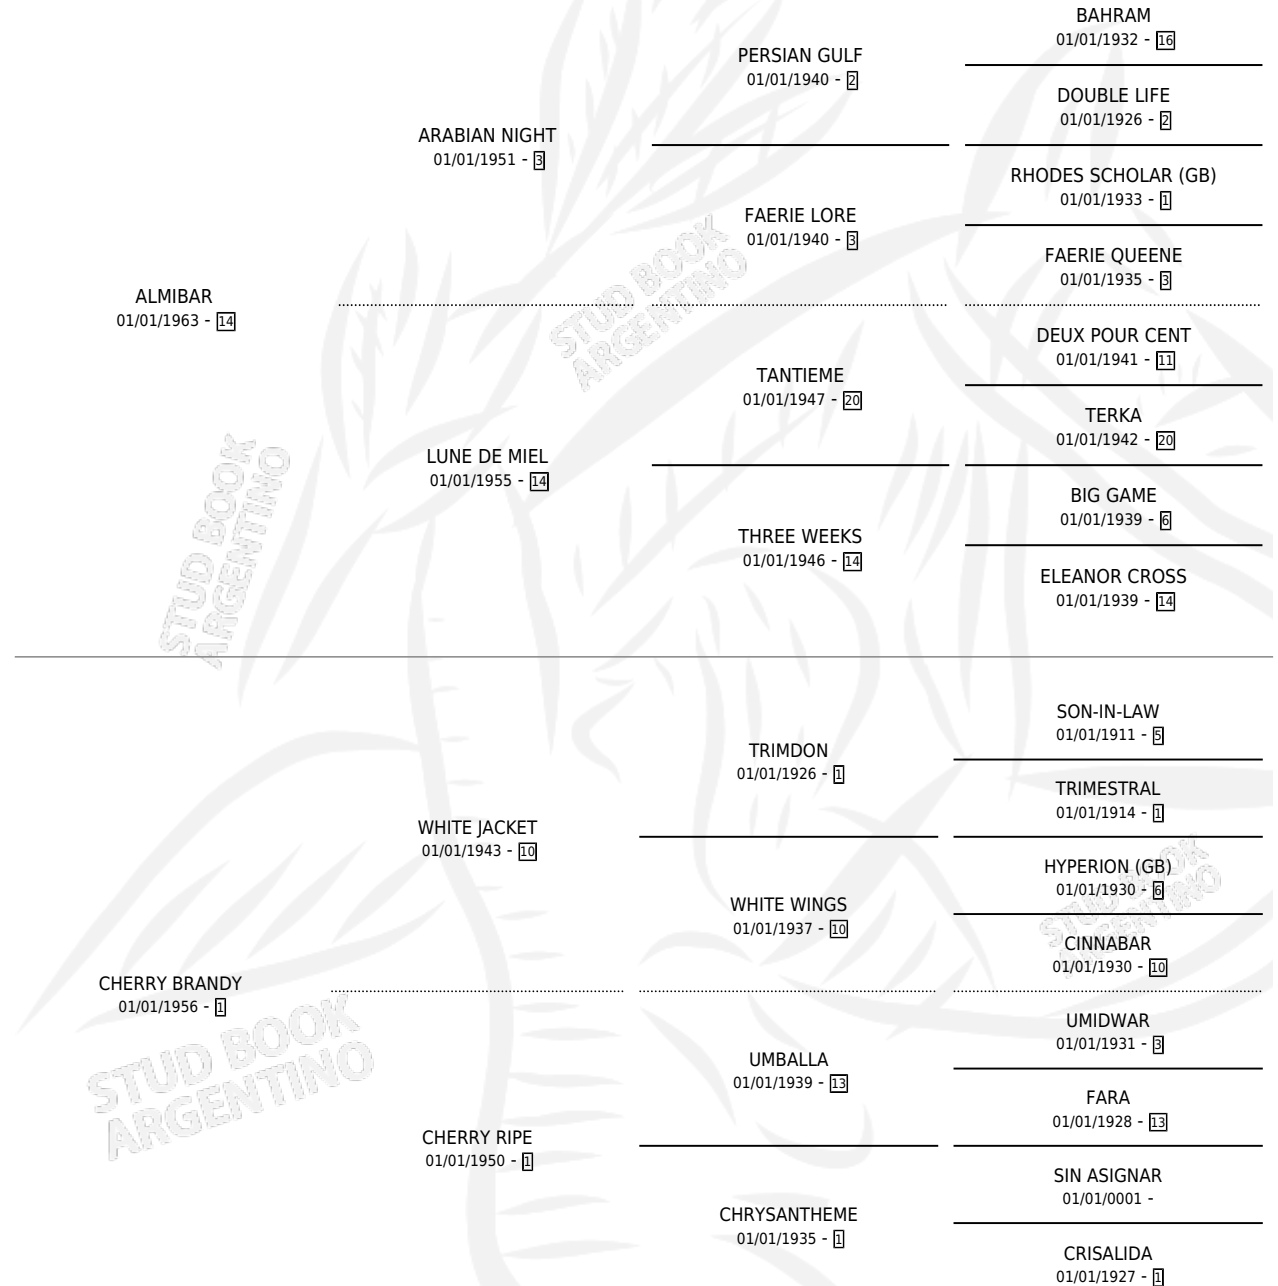 BAHRAM
01/01/1932 - 16
PERSIAN GULF
01/01/1940 - 2
DOUBLE LIFE
01/01/1926 - 2
ARABIAN NIGHT
01/01/1951 - 3
RHODES SCHOLAR (GB)
01/01/1933 - 1
FAERIE LORE
01/01/1940 - 3
FAERIE QUEENE
01/01/1935 - 3
ALMIBAR
01/01/1963 - 14
DEUX POUR CENT
01/01/1941 - 11
TANTIEME
01/01/1947 - 20
TERKA
01/01/1942 - 20
LUNE DE MIEL
01/01/1955 - 14
BIG GAME
01/01/1939 - 6
THREE WEEKS
01/01/1946 - 14
ELEANOR CROSS
01/01/1939 - 14
SON-IN-LAW
01/01/1911 - 5
TRIMDON
01/01/1926 - 1
TRIMESTRAL
01/01/1914 - 1
WHITE JACKET
01/01/1943 - 10
HYPERION (GB)
01/01/1930 - 6
WHITE WINGS
01/01/1937 - 10
CINNABAR
01/01/1930 - 10
CHERRY BRANDY
01/01/1956 - 1
UMIDWAR
01/01/1931 - 3
UMBALLA
01/01/1939 - 13
FARA
01/01/1928 - 13
CHERRY RIPE
01/01/1950 - 1
SIN ASIGNAR
01/01/0001 -
CHRYSANTHEME
01/01/1935 - 1
CRISALIDA
01/01/1927 - 1
STUD BOOK
ARGENTINO
STUD BOOK
ARGENTINO
STUD BOOK
ARGENTINO
STUD BOOK
ARGENTINO